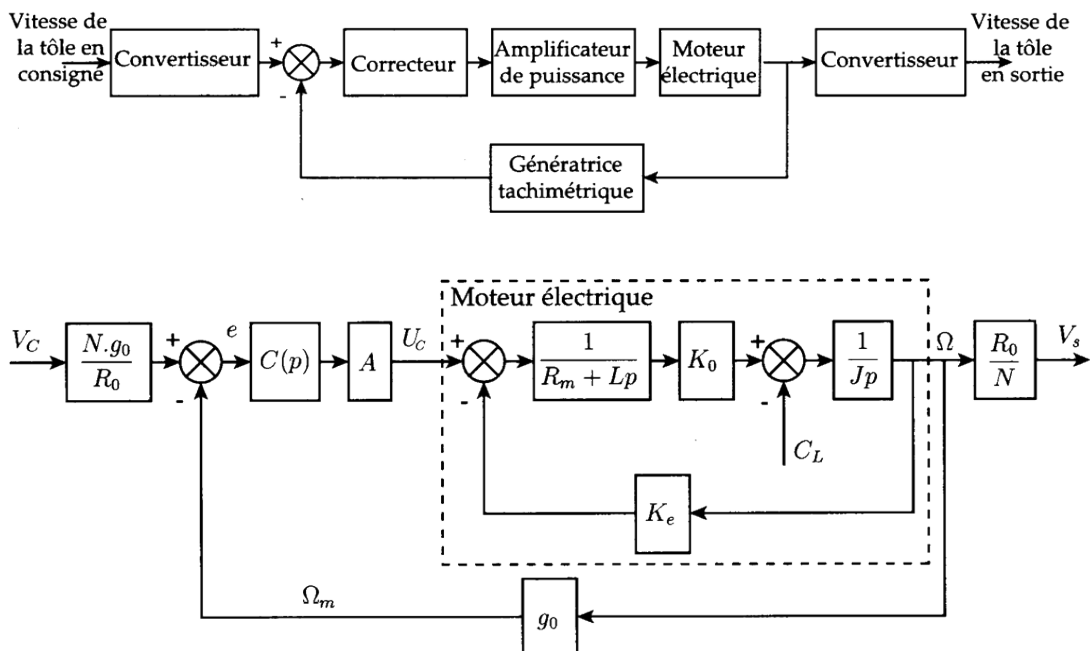 Vitesse de
la tôle en
consigne
Convertisseur
+
-
Correcteur
Amplificateur
de puissance
Moteur
électrique
Convertisseur
Vitesse de
la tôle
en sortie
Génératrice
tachimétrique
Moteur électrique
V_C
N.g_0
R_0
+
-
e
C(p)
A
U_C
+
-
1
R_m + Lp
K_0
+
-
C_L
1
Jp
Ω
R_0
N
V_s
K_e
Ω_m
g_0